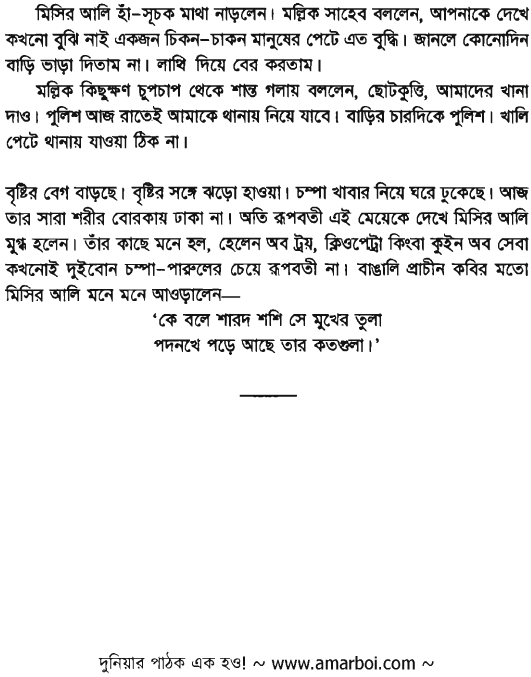 মিসির আলি হাঁ-সূচক মাথা নাড়লেন। মল্লিক সাহেব বললেন, আপনাকে দেখে
কখনো বুঝি নাই একজন চিকন-চাকন মানুষের পেটে এত বুদ্ধি। জানলে কোনোদিন
বাড়ি ভাড়া দিতাম না। লাথি দিয়ে বের করতাম।
মল্লিক কিছুক্ষণ চুপচাপ থেকে শান্ত গলায় বললেন, ছোটকুত্তি, আমাদের খানা
দাও। পুলিশ আজ রাতেই আমাকে থানায় নিয়ে যাবে। বাড়ির চারদিকে পুলিশ। খালি
পেটে থানায় যাওয়া ঠিক না।
বৃষ্টির বেগ বাড়ছে। বৃষ্টির সঙ্গে ঝড়ো হাওয়া। চম্পা খাবার নিয়ে ঘরে ঢুকেছে। আজ
তার সারা শরীর বোরকায় ঢাকা না। অতি রূপবতী এই মেয়েকে দেখে মিসির আলি
মুগ্ধ হলেন। তাঁর কাছে মনে হল, হেলেন অব ট্রয়, ক্লিওপেট্রা কিংবা কুইন অব সেবা
কখনোই দুইবোন চম্পা-পারুলের চেয়ে রূপবতী না। বাঙালি প্রাচীন কবির মতো
মিসির আলি মনে মনে আওড়ালেন—
‘কে বলে শারদ শশি সে মুখের তুলা
পদনখে পড়ে আছে তার কতগুলা।’
দুনিয়ার পাঠক এক হও! ~ www.amarboi.com ~